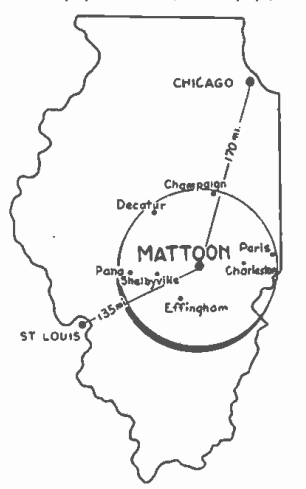 CHICAGO
170 mi.
Champaign
Decatur
MATTOON
Paris
Pana
Shelbyville
Charleston
Effingham
135 mi.
ST LOUIS